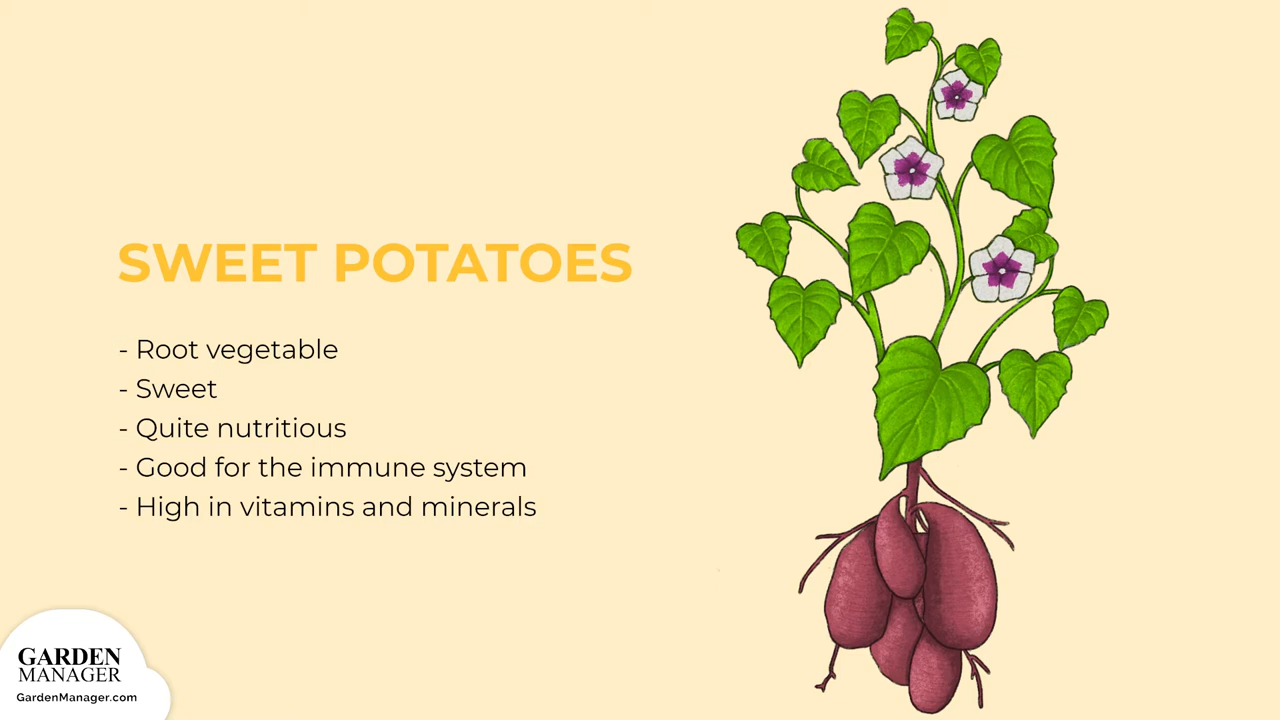 SWEET POTATOES
- Root vegetable
- Sweet
- Quite nutritious
- Good for the immune system
- High in vitamins and minerals
GARDEN
MANAGER
GardenManager.com